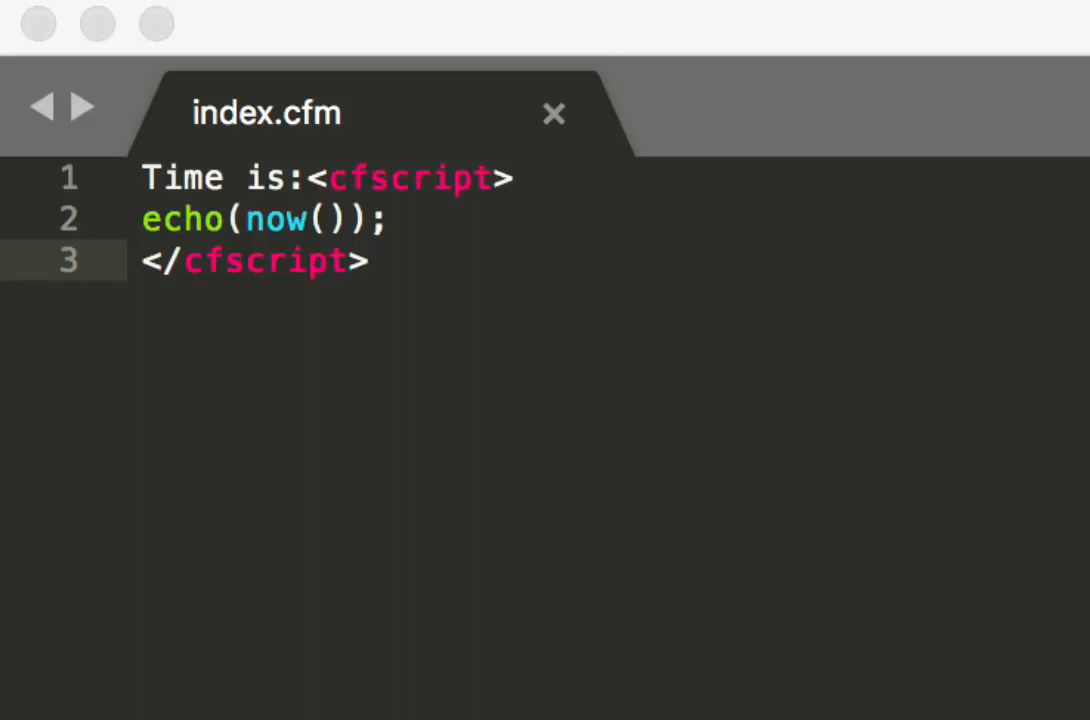 index.cfm
1 Time is:<cfscript>
2 echo(now());
3 </cfscript>